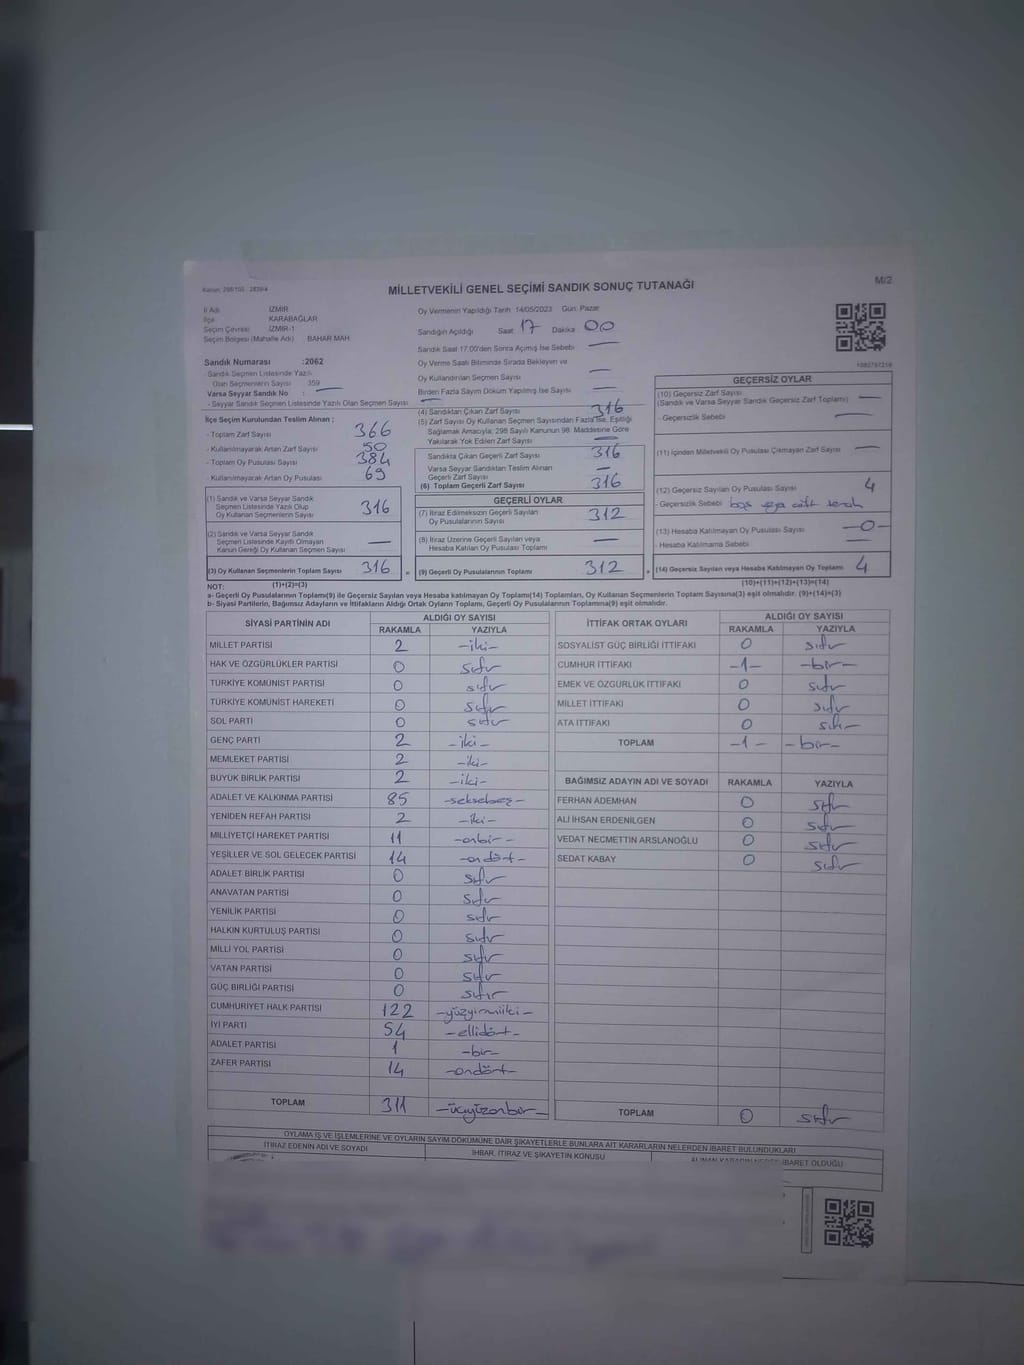 Kanun: 298/105 - 2839/4
MİLLETVEKİLİ GENEL SEÇİMİ SANDIK SONUÇ TUTANAĞI
M/2
İl Adı İZMİR
İlçe KARABAĞLAR
Seçim Çevresi İZMİR-1
Seçim Bölgesi (Mahalle Adı) BAHAR MAH
Sandık Numarası :2062
- Sandık Seçmen Listesinde Yazılı
Olan Seçmenlerin Sayısı 359
Varsa Seyyar Sandık No : —
- Seyyar Sandık Seçmen Listesinde Yazılı Olan Seçmen Sayısı —
Oy Vermenin Yapıldığı Tarih: 14/05/2023 Gün: Pazar
Sandığın Açıldığı Saat: 17 Dakika: 00
Sandık Saat 17.00'den Sonra Açılmış İse Sebebi —
Oy Verme Saati Bitiminde Sırada Bekleyen ve
Oy Kullandırılan Seçmen Sayısı —
Birden Fazla Sayım Döküm Yapılmış İse Sayısı —
İlçe Seçim Kurulundan Teslim Alınan ;
- Toplam Zarf Sayısı 366
- Kullanılmayarak Artan Zarf Sayısı 50
- Toplam Oy Pusulası Sayısı 384
- Kullanılmayarak Artan Oy Pusulası 69
(1) Sandık ve Varsa Seyyar Sandık
Seçmen Listesinde Yazılı Olup
Oy Kullanan Seçmenlerin Sayısı 316
(2) Sandık ve Varsa Seyyar Sandık
Seçmen Listesinde Kayıtlı Olmayan
Kanun Gereği Oy Kullanan Seçmen Sayısı —
(3) Oy Kullanan Seçmenlerin Toplam Sayısı 316 =
(4) Sandıktan Çıkan Zarf Sayısı 316
(5) Zarf Sayısı Oy Kullanan Seçmen Sayısından Fazla İse, Eşitliği
Sağlamak Amacıyla, 298 Sayılı Kanunun 98. Maddesine Göre
Yakılarak Yok Edilen Zarf Sayısı —
Sandıkta Çıkan Geçerli Zarf Sayısı 316
Varsa Seyyar Sandıktan Teslim Alınan
Geçerli Zarf Sayısı —
(6) Toplam Geçerli Zarf Sayısı 316
GEÇERLİ OYLAR
(7) İtiraz Edilmeksizin Geçerli Sayılan
Oy Pusulalarının Sayısı 312
(8) İtiraz Üzerine Geçerli Sayılan veya
Hesaba Katılan Oy Pusulası Toplamı —
(9) Geçerli Oy Pusulalarının Toplamı 312 +
GEÇERSİZ OYLAR
(10) Geçersiz Zarf Sayısı
(Sandık ve Varsa Seyyar Sandık Geçersiz Zarf Toplamı) —
- Geçersizlik Sebebi —
(11) İçinden Milletvekili Oy Pusulası Çıkmayan Zarf Sayısı —
(12) Geçersiz Sayılan Oy Pusulası Sayısı 4
- Geçersizlik Sebebi boş veya
(13) Hesaba Katılmayan Oy Pusulası Sayısı —0—
- Hesaba Katılmama Sebebi —
(14) Geçersiz Sayılan veya Hesaba Katılmayan Oy Toplamı 4
NOT: (1)+(2)=(3) (10)+(11)+(12)+(13)=(14)
a- Geçerli Oy Pusulalarının Toplamı(9) ile Geçersiz Sayılan veya Hesaba katılmayan Oy Toplamı(14) Toplamları, Oy Kullanan Seçmenlerin Toplam Sayısına(3) eşit olmalıdır. (9)+(14)=(3)
b- Siyasi Partilerin, Bağımsız Adayların ve İttifakların Aldığı Ortak Oyların Toplamı, Geçerli Oy Pusulalarının Toplamına(9) eşit olmalıdır.
SİYASİ PARTİNİN ADI ALDIĞI OY SAYISI
RAKAMLA YAZIYLA
MİLLET PARTİSİ 2 -iki-
HAK VE ÖZGÜRLÜKLER PARTİSİ 0 sıfır
TÜRKİYE KOMÜNİST PARTİSİ 0 sıfır
TÜRKİYE KOMÜNİST HAREKETİ 0 sıfır
SOL PARTİ 0 sıfır
GENÇ PARTİ 2 -iki-
MEMLEKET PARTİSİ 2 -iki-
BÜYÜK BİRLİK PARTİSİ 2 -iki-
ADALET VE KALKINMA PARTİSİ 85 -seksenbeş-
YENİDEN REFAH PARTİSİ 2 -iki-
MİLLİYETÇİ HAREKET PARTİSİ 11 -onbir-
YEŞİLLER VE SOL GELECEK PARTİSİ 14 -ondört-
ADALET BİRLİK PARTİSİ 0 sıfır
ANAVATAN PARTİSİ 0 sıfır
YENİLİK PARTİSİ 0 sıfır
HALKIN KURTULUŞ PARTİSİ 0 sıfır
MİLLİ YOL PARTİSİ 0 sıfır
VATAN PARTİSİ 0 sıfır
GÜÇ BİRLİĞİ PARTİSİ 0 sıfır
CUMHURİYET HALK PARTİSİ 122 -yüzyirmiiki-
İYİ PARTİ 54 -ellidört-
ADALET PARTİSİ 1 -bir-
ZAFER PARTİSİ 14 -ondört-
TOPLAM 311 -üçyüzonbir-
İTTİFAK ORTAK OYLARI ALDIĞI OY SAYISI
RAKAMLA YAZIYLA
SOSYALİST GÜÇ BİRLİĞİ İTTİFAKI 0 sıfır
CUMHUR İTTİFAKI -1- -bir-
EMEK VE ÖZGÜRLÜK İTTİFAKI 0 sıfır
MİLLET İTTİFAKI 0 sıfır
ATA İTTİFAKI 0 sıfır
TOPLAM -1- -bir-
BAĞIMSIZ ADAYIN ADI VE SOYADI RAKAMLA YAZIYLA
FERHAN ADEMHAN 0 sıfır
ALİ İHSAN ERDENİLGEN 0 sıfır
VEDAT NECMETTİN ARSLANOĞLU 0 sıfır
SEDAT KABAY 0 sıfır
TOPLAM 0 sıfır
OYLAMA İŞ VE İŞLEMLERİNE VE OYLARIN SAYIM DÖKÜMÜNE DAİR ŞİKAYETLERLE BUNLARA AİT KARARLARIN NELERDEN İBARET BULUNDUKLARI
İTİRAZ EDENİN ADI VE SOYADI İHBAR, İTİRAZ VE ŞİKAYETİN KONUSU ALINAN KARARIN NEDEN İBARET OLDUĞU